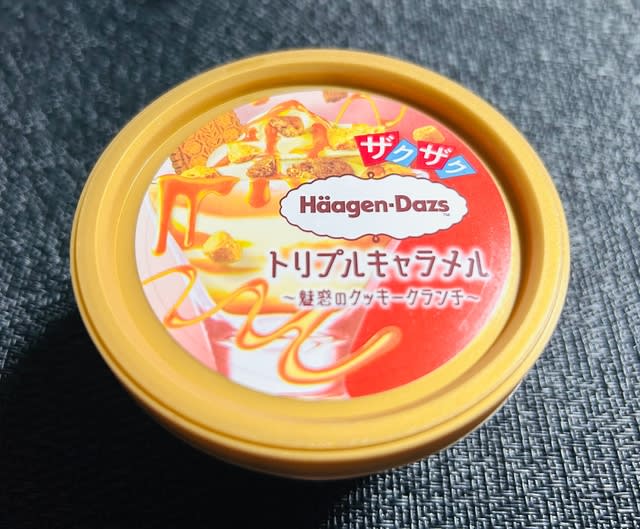 ザクザク
Häagen-Dazs™
トリプルキャラメル
～魅惑のクッキークランチ～